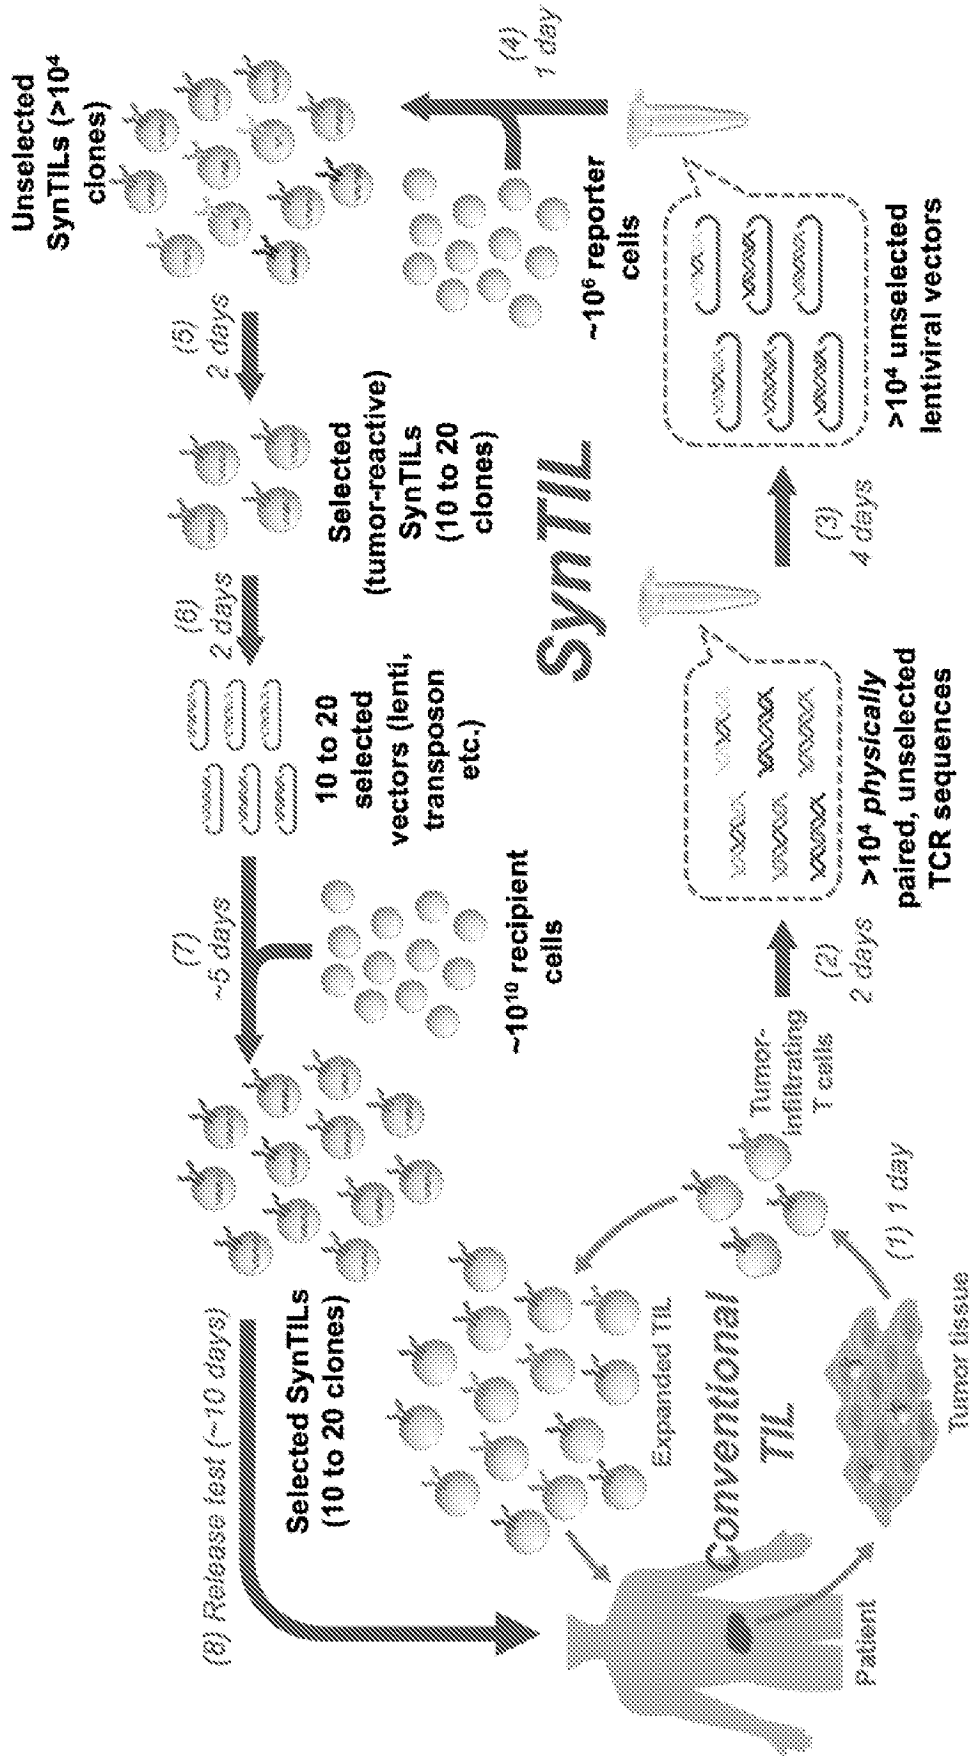 Unselected
SynTILs (>10⁴
clones)
(4)
1 day
~10⁶ reporter
cells
(5)
2 days
Selected
(tumor-reactive)
SynTILs
(10 to 20
clones)
(6)
2 days
10 to 20
selected
vectors (lenti,
transposon
etc.)
(7)
~5 days
~10¹⁰ recipient
cells
SynTIL
>10⁴ unselected
lentiviral vectors
(3)
4 days
>10⁴ physically
paired, unselected
TCR sequences
(2)
2 days
Tumor-
infiltrating
T cells
(1) 1 day
Tumor tissue
Patient
Conventional
TIL
Expanded TIL
Selected SynTILs
(10 to 20 clones)
(8) Release test (~10 days)